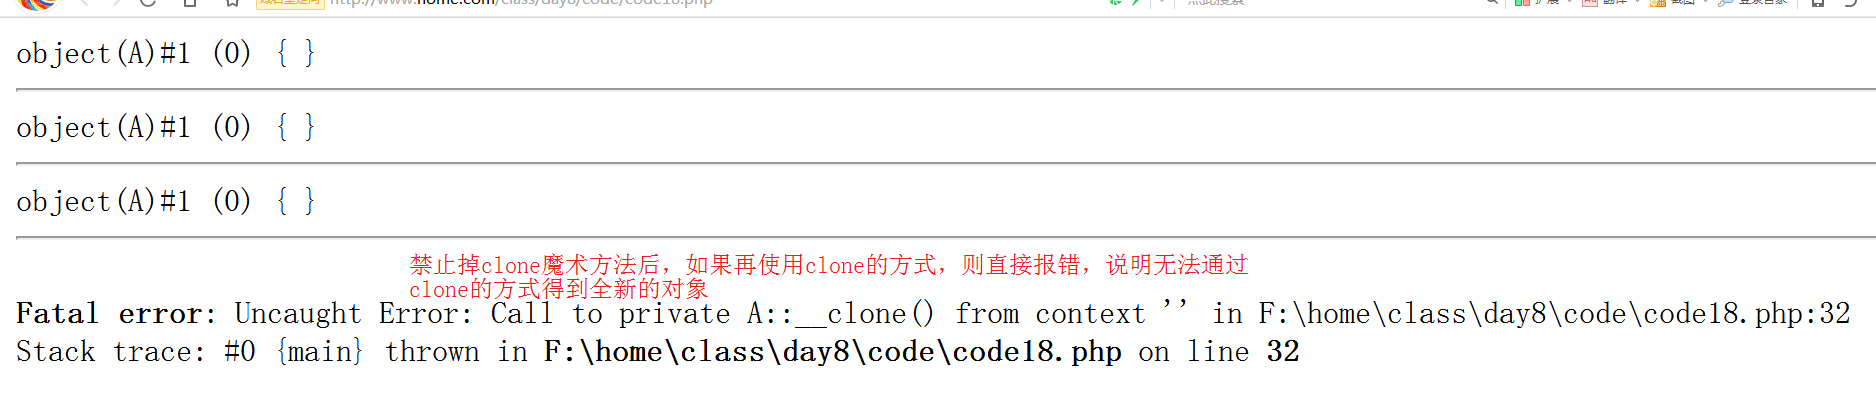 http://www.home.com/class/day8/code/code18.php
object(A)#1 (0) { }
object(A)#1 (0) { }
object(A)#1 (0) { }
禁止掉clone魔术方法后，如果再使用clone的方式，则直接报错，说明无法通过
clone的方式得到全新的对象
Fatal error: Uncaught Error: Call to private A::__clone() from context '' in F:\home\class\day8\code\code18.php:32
Stack trace: #0 {main} thrown in F:\home\class\day8\code\code18.php on line 32